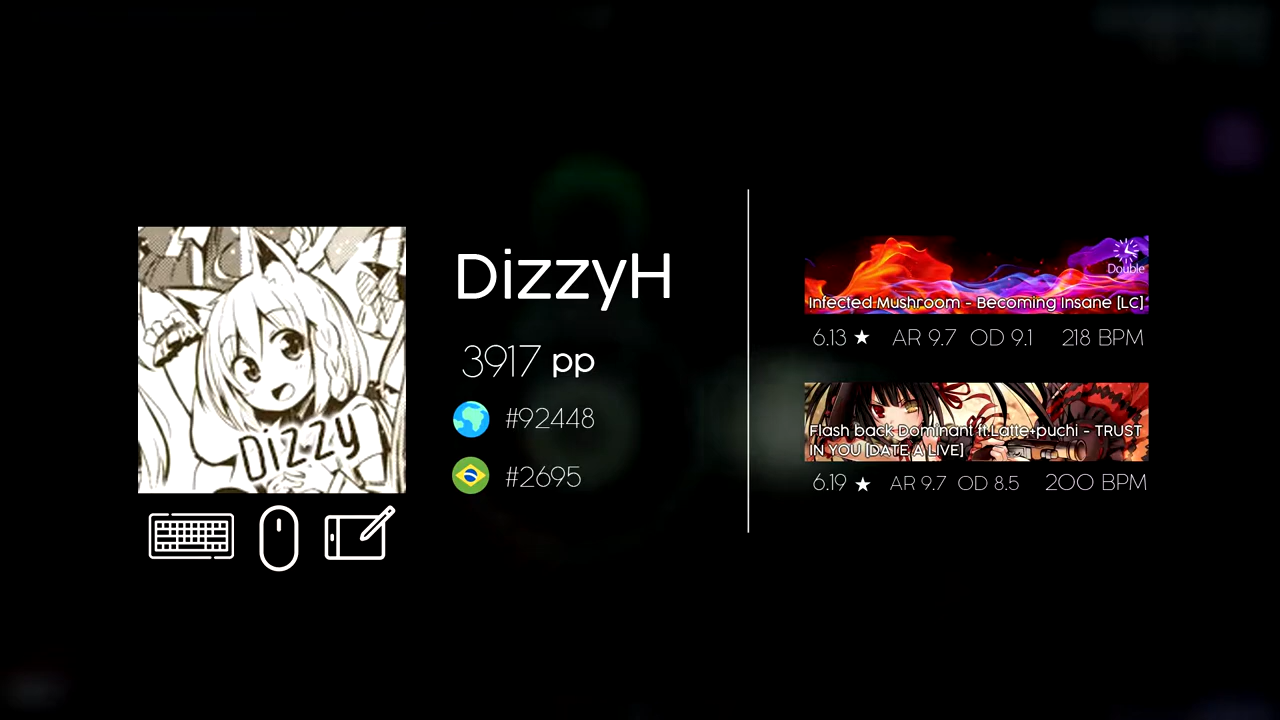 DizzyH
3917 pp
#92448
#2695
Dizzy
Double
Infected Mushroom - Becoming Insane [LC]
6.13 ★ AR 9.7 OD 9.1 218 BPM
Flash back Dominant ft.Latte+puchi - TRUST
IN YOU [DATE A LIVE]
6.19 ★ AR 9.7 OD 8.5 200 BPM